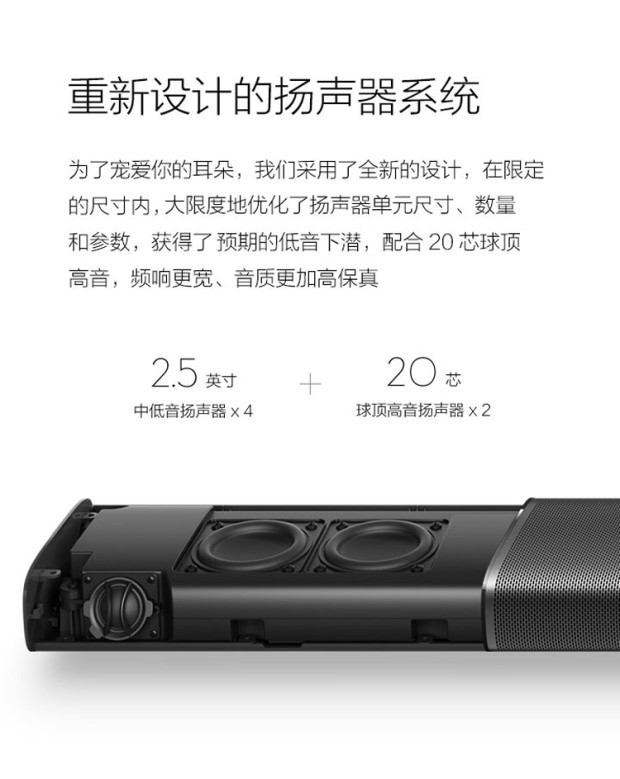 重新设计的扬声器系统
为了宠爱你的耳朵，我们采用了全新的设计，在限定
的尺寸内，大限度地优化了扬声器单元尺寸、数量
和参数，获得了 预期的低音下潜，配合 20 芯球顶
高音，频响更宽、音质更加高保真
2.5 英寸 + 20 芯
中低音扬声器 x 4 球顶高音扬声器 x 2